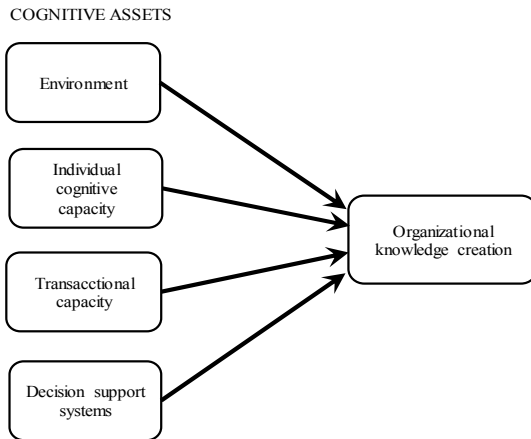 COGNITIVE ASSETS
Environment
Individual
cognitive
capacity
Organizational
knowledge creation
Transacctional
capacity
Decision support
systems